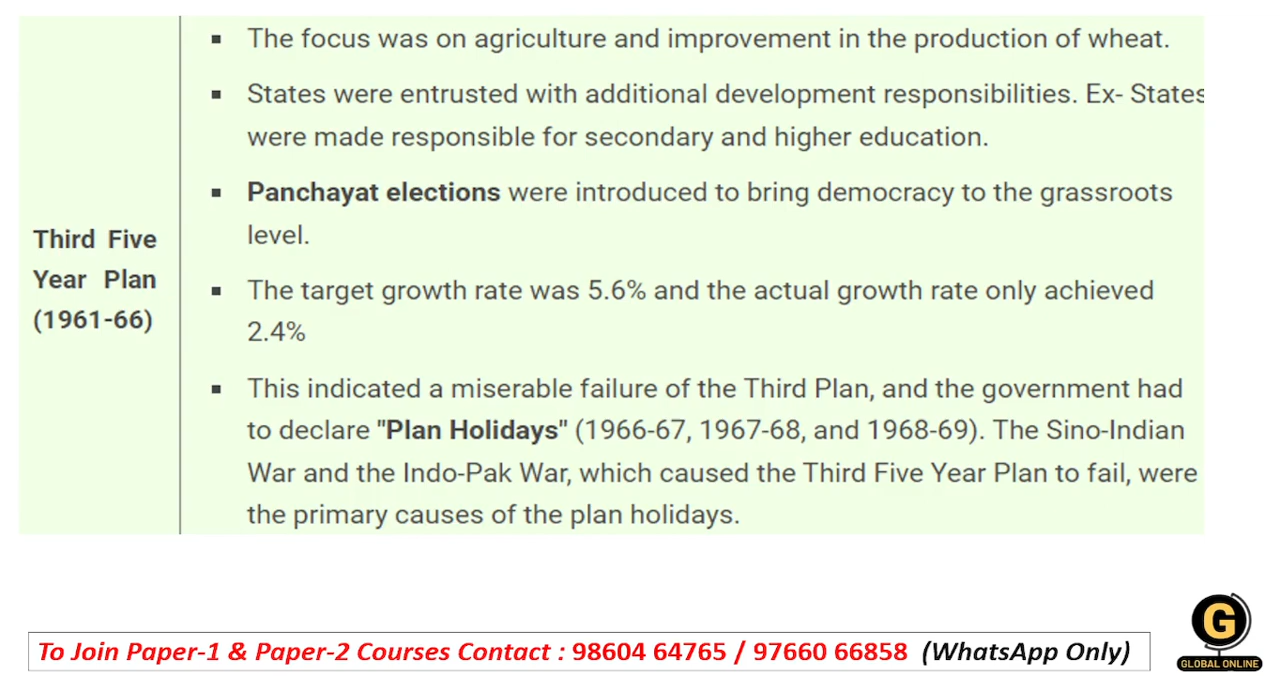 ▪ The focus was on agriculture and improvement in the production of wheat.
▪ States were entrusted with additional development responsibilities. Ex- States
were made responsible for secondary and higher education.
▪ Panchayat elections were introduced to bring democracy to the grassroots
level.
Third Five
Year Plan
(1961-66)
▪ The target growth rate was 5.6% and the actual growth rate only achieved
2.4%
▪ This indicated a miserable failure of the Third Plan, and the government had
to declare "Plan Holidays" (1966-67, 1967-68, and 1968-69). The Sino-Indian
War and the Indo-Pak War, which caused the Third Five Year Plan to fail, were
the primary causes of the plan holidays.
To Join Paper-1 & Paper-2 Courses Contact : 98604 64765 / 97660 66858 (WhatsApp Only)
G
GLOBAL ONLINE